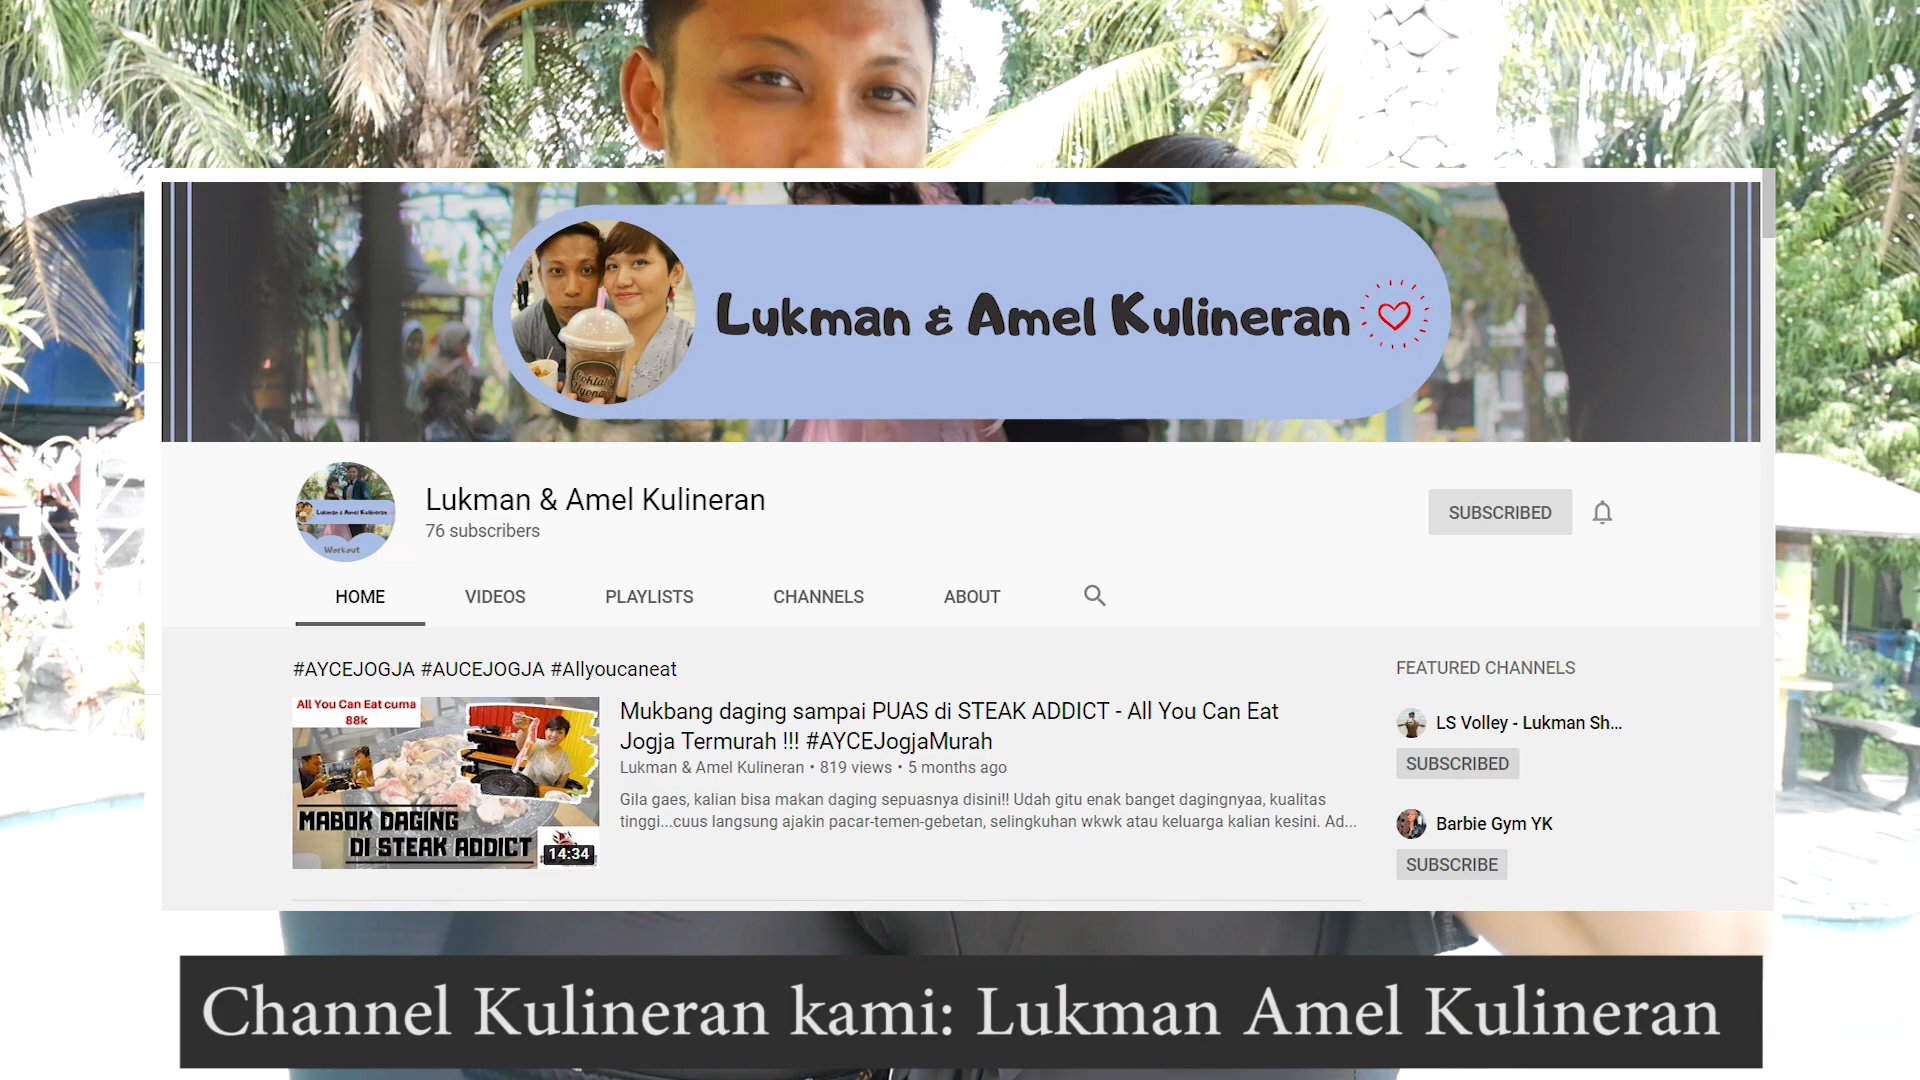 Lukman & Amel Kulineran
Lukman & Amel Kulineran
76 subscribers
SUBSCRIBED
Lukman & Amel Kulineran
Workout
HOME VIDEOS PLAYLISTS CHANNELS ABOUT
#AYCEJOGJA #AUCEJOGJA #Allyoucaneat
All You Can Eat cuma
88k
MABOK DAGING
DI STEAK ADDICT
14:34
Mukbang daging sampai PUAS di STEAK ADDICT - All You Can Eat
Jogja Termurah !!! #AYCEJogjaMurah
Lukman & Amel Kulineran • 819 views • 5 months ago
Gila gaes, kalian bisa makan daging sepuasnya disini!! Udah gitu enak banget dagingnyaa, kualitas
tinggi...cuus langsung ajakin pacar-temen-gebetan, selingkuhan wkwk atau keluarga kalian kesini. Ad...
FEATURED CHANNELS
LS Volley - Lukman Sh...
SUBSCRIBED
Barbie Gym YK
SUBSCRIBE
Channel Kulineran kami: Lukman Amel Kulineran